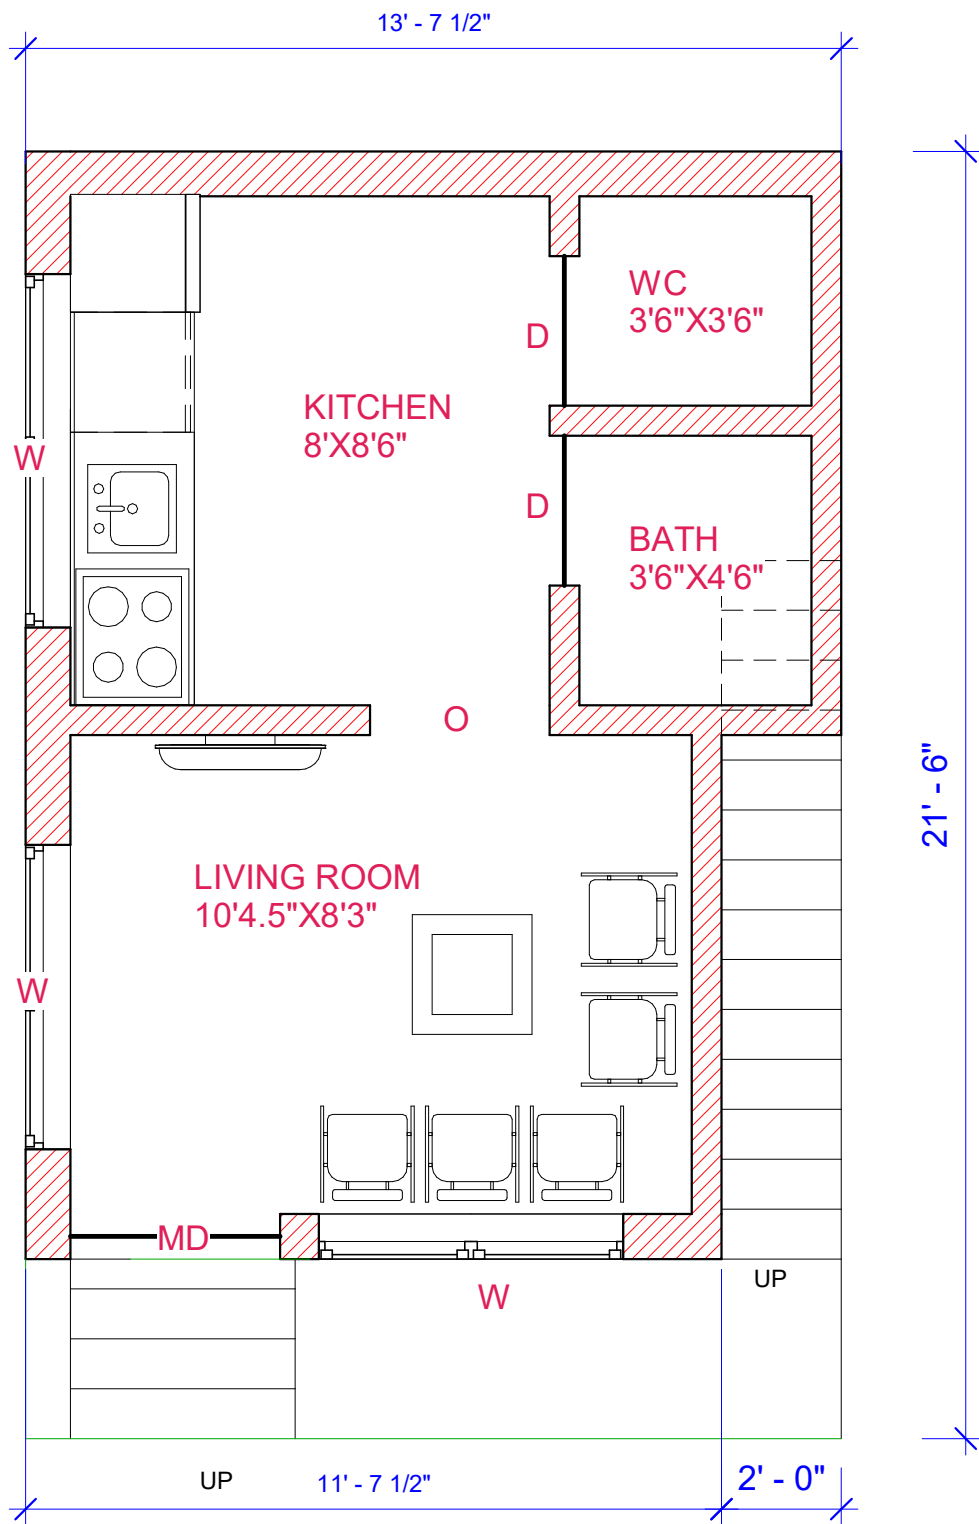 13' - 7 1/2"
WC
3'6"X3'6"
D
KITCHEN
8'X8'6"
W
D
BATH
3'6"X4'6"
O
21' - 6"
LIVING ROOM
10'4.5"X8'3"
W
MD
UP
W
UP
11' - 7 1/2"
2' - 0"